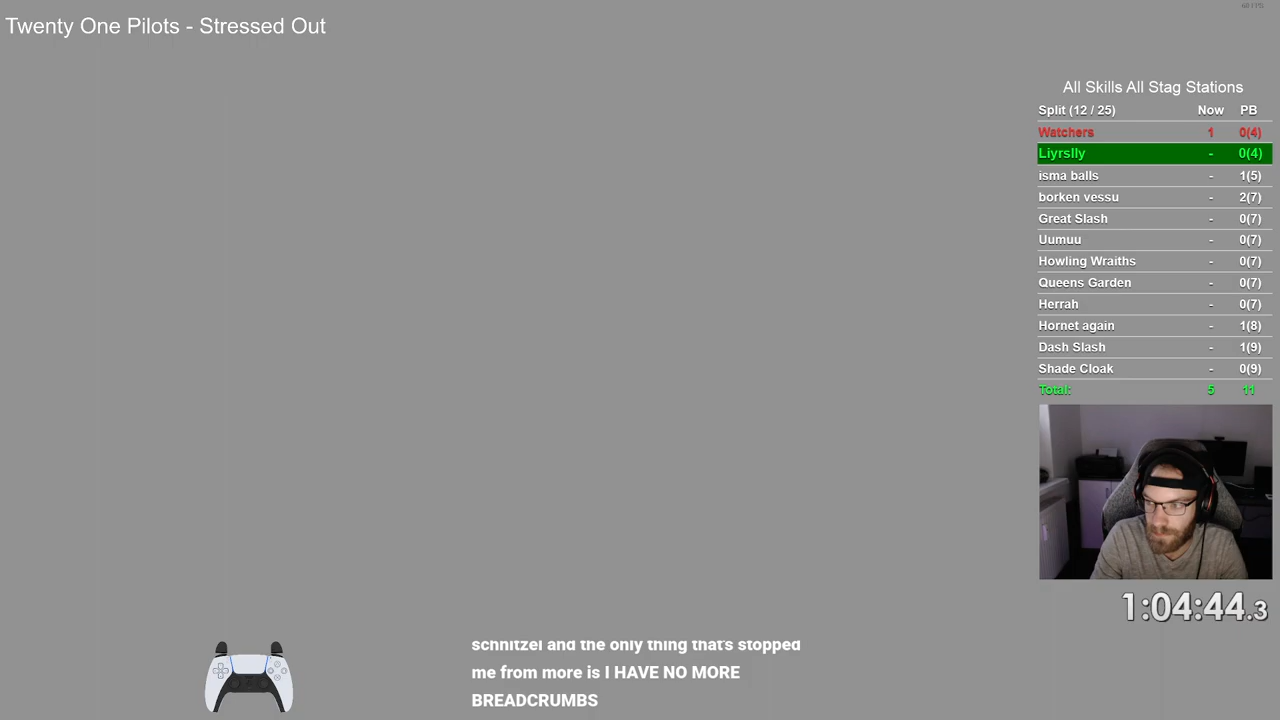 Twenty One Pilots - Stressed Out
All Skills All Stag Stations
Split (12 / 25) Now PB
Watchers 1 0(4)
Liyrslly - 0(4)
isma balls - 1(5)
borken vessu - 2(7)
Great Slash - 0(7)
Uumuu - 0(7)
Howling Wraiths - 0(7)
Queens Garden - 0(7)
Herrah - 0(7)
Hornet again - 1(8)
Dash Slash - 1(9)
Shade Cloak - 0(9)
Total: 5 11
1:04:44.3
schnitzel and the only thing that's stopped
me from more is I HAVE NO MORE
BREADCRUMBS